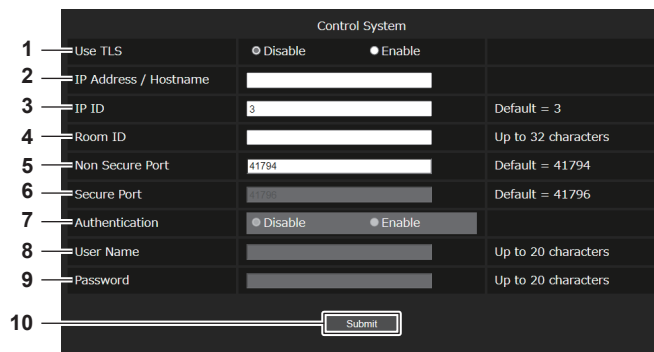 Control System
1 Use TLS Disable Enable
2 IP Address / Hostname
3 IP ID 3 Default = 3
4 Room ID Up to 32 characters
5 Non Secure Port 41794 Default = 41794
6 Secure Port 41796 Default = 41796
7 Authentication Disable Enable
8 User Name Up to 20 characters
9 Password Up to 20 characters
10 Submit